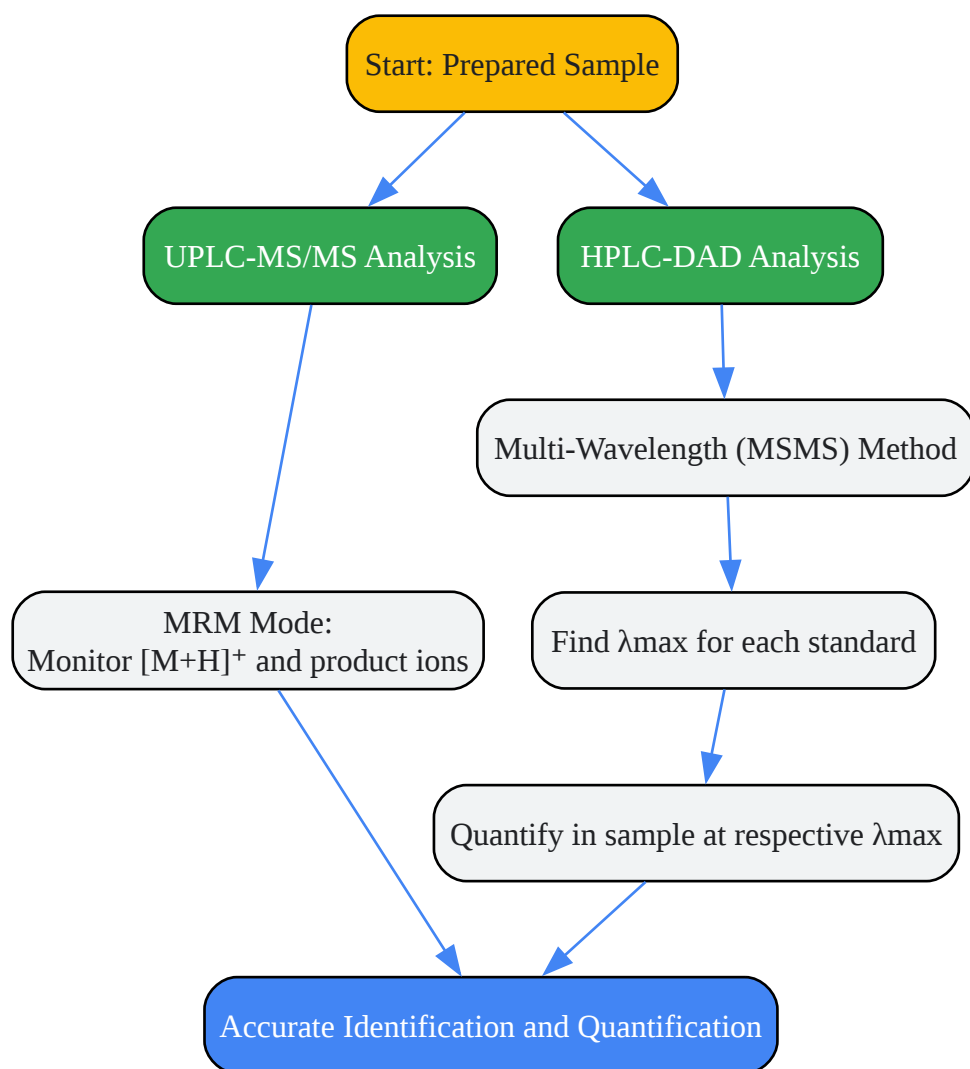 Start: Prepared Sample
UPLC-MS/MS Analysis
HPLC-DAD Analysis
Multi-Wavelength (MSMS) Method
MRM Mode:
Monitor [M+H]⁺ and product ions
Find λmax for each standard
Quantify in sample at respective λmax
Accurate Identification and Quantification